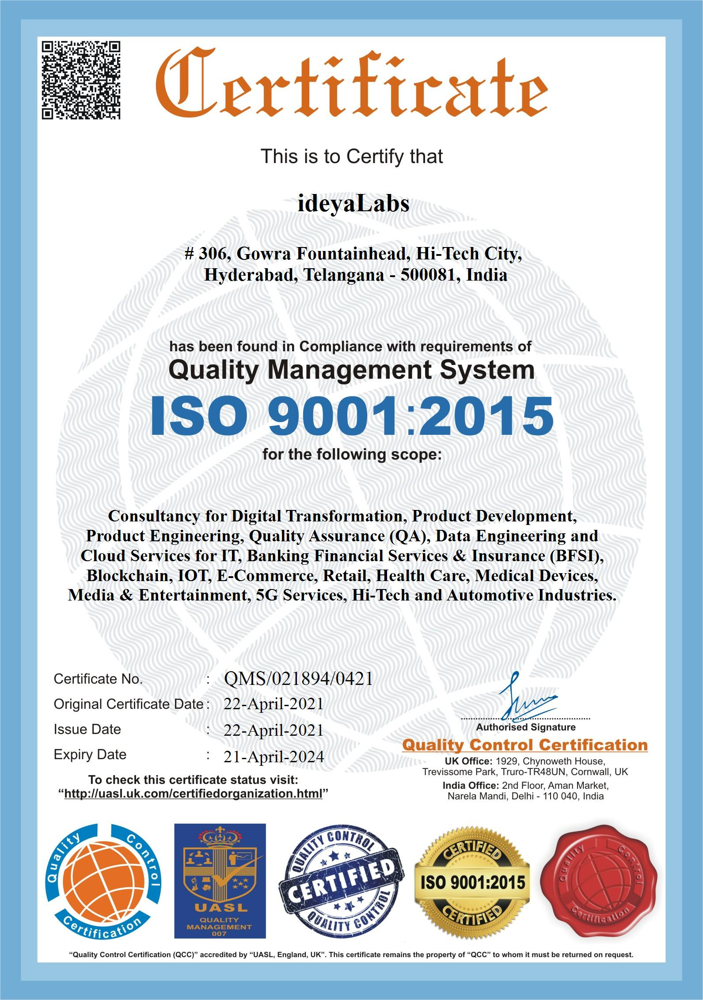 Certificate
This is to Certify that
ideyaLabs
# 306, Gowra Fountainhead, Hi-Tech City,
Hyderabad, Telangana - 500081, India
has been found in Compliance with requirements of
Quality Management System
ISO 9001:2015
for the following scope:
Consultancy for Digital Transformation, Product Development,
Product Engineering, Quality Assurance (QA), Data Engineering and
Cloud Services for IT, Banking Financial Services & Insurance (BFSI),
Blockchain, IOT, E-Commerce, Retail, Health Care, Medical Devices,
Media & Entertainment, 5G Services, Hi-Tech and Automotive Industries.
Certificate No. : QMS/021894/0421
Original Certificate Date : 22-April-2021
Issue Date : 22-April-2021
Expiry Date : 21-April-2024
To check this certificate status visit:
“http://uasl.uk.com/certifiedorganization.html”
Authorised Signature
Quality Control Certification
UK Office: 1929, Chynoweth House,
Trevissome Park, Truro-TR48UN, Cornwall, UK
India Office: 2nd Floor, Aman Market,
Narela Mandi, Delhi - 110 040, India
Quality Control Certification
UASL
QUALITY
MANAGEMENT
007
QUALITY CONTROL
CERTIFIED
QUALITY CONTROL
CERTIFIED
ISO 9001:2015
CERTIFIED
Quality Control Certification
“Quality Control Certification (QCC)” accredited by “UASL, England, UK”. This certificate remains the property of “QCC” to whom it must be returned on request.